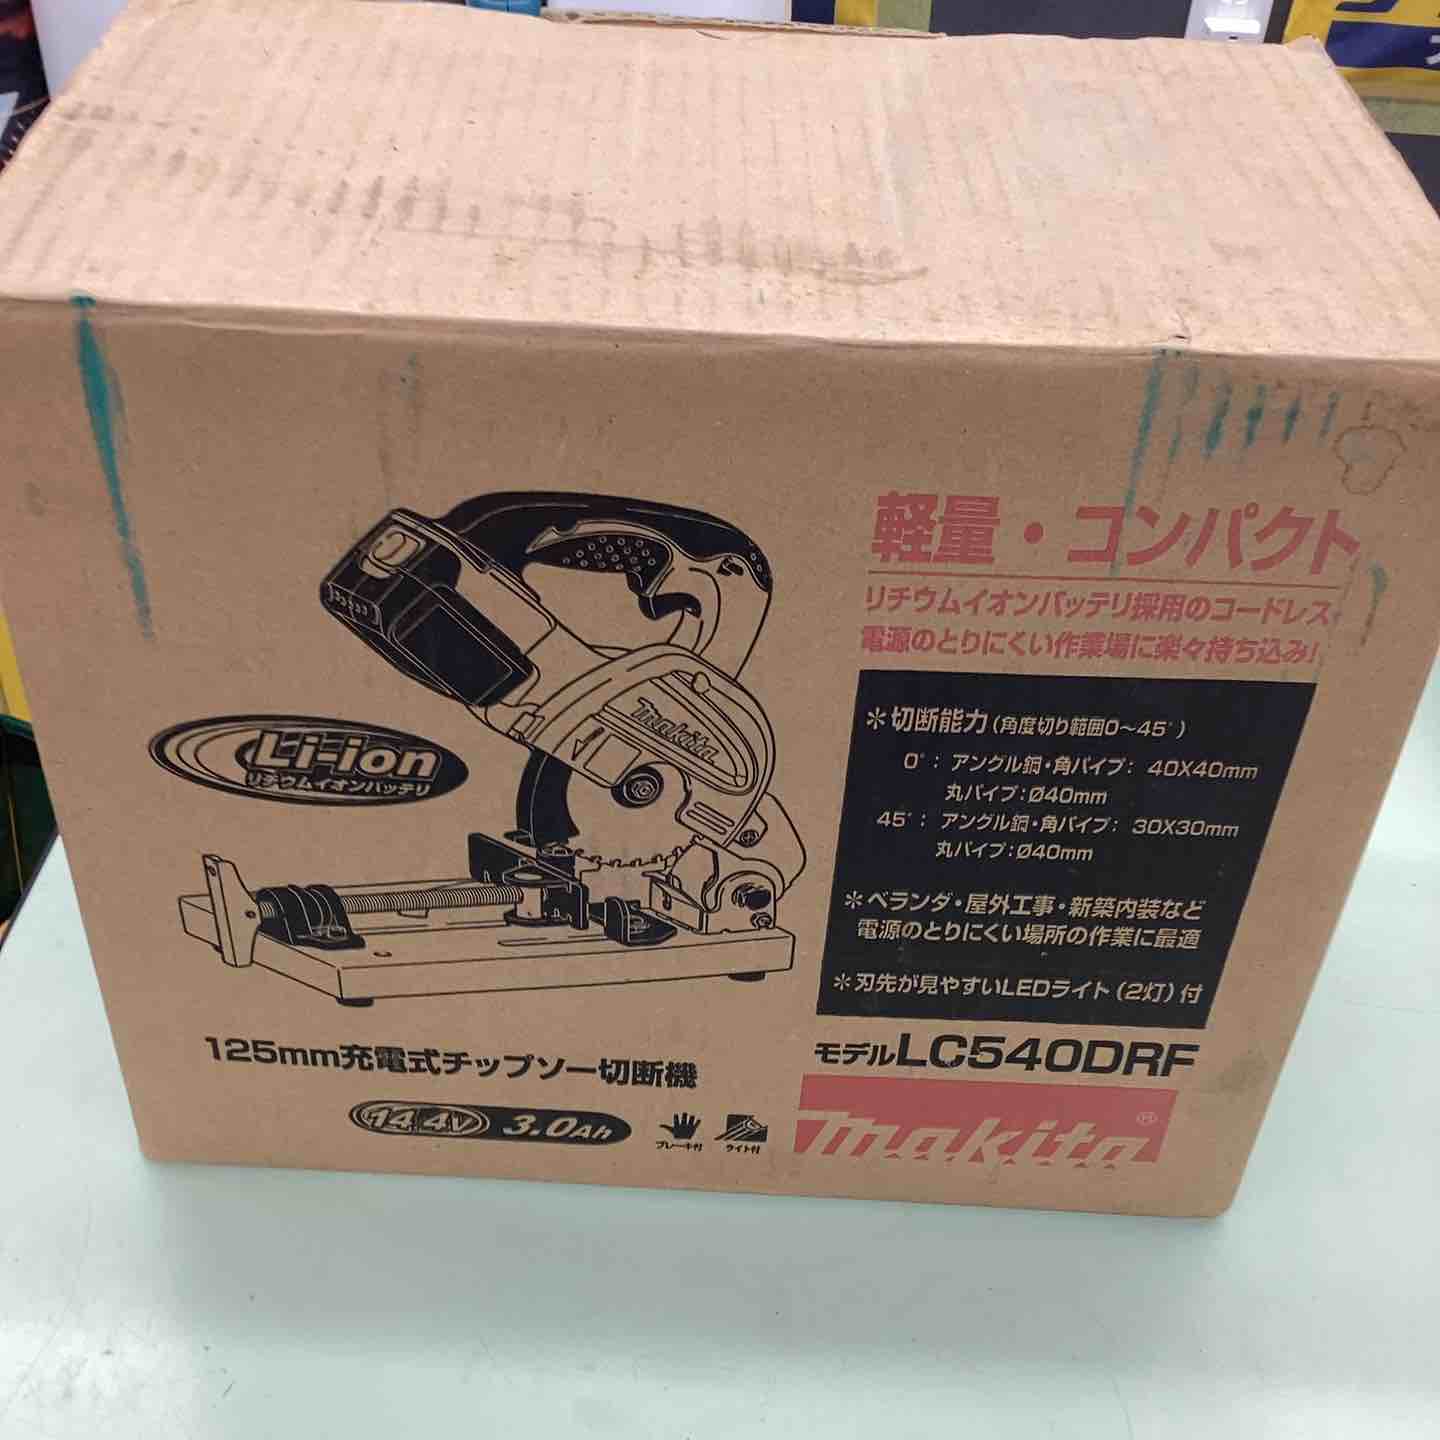 軽量・コンパクト
リチウムイオンバッテリ採用のコードレス
電源のとりにくい作業場に楽々持ち込み!
makita
Li-ion
リチウムイオンバッテリ
＊切断能力(角度切り範囲0～45°)
0°: アングル鋼・角パイプ: 40X40mm
丸パイプ:Ø40mm
45°: アングル鋼・角パイプ: 30X30mm
丸パイプ:Ø40mm
＊ベランダ・屋外工事・新築内装など
電源のとりにくい場所の作業に最適
＊刃先が見やすいLEDライト(2灯)付
125mm充電式チップソー切断機
モデルLC540DRF
14.4V 3.0Ah
ブレーキ付
ライト付
makita®